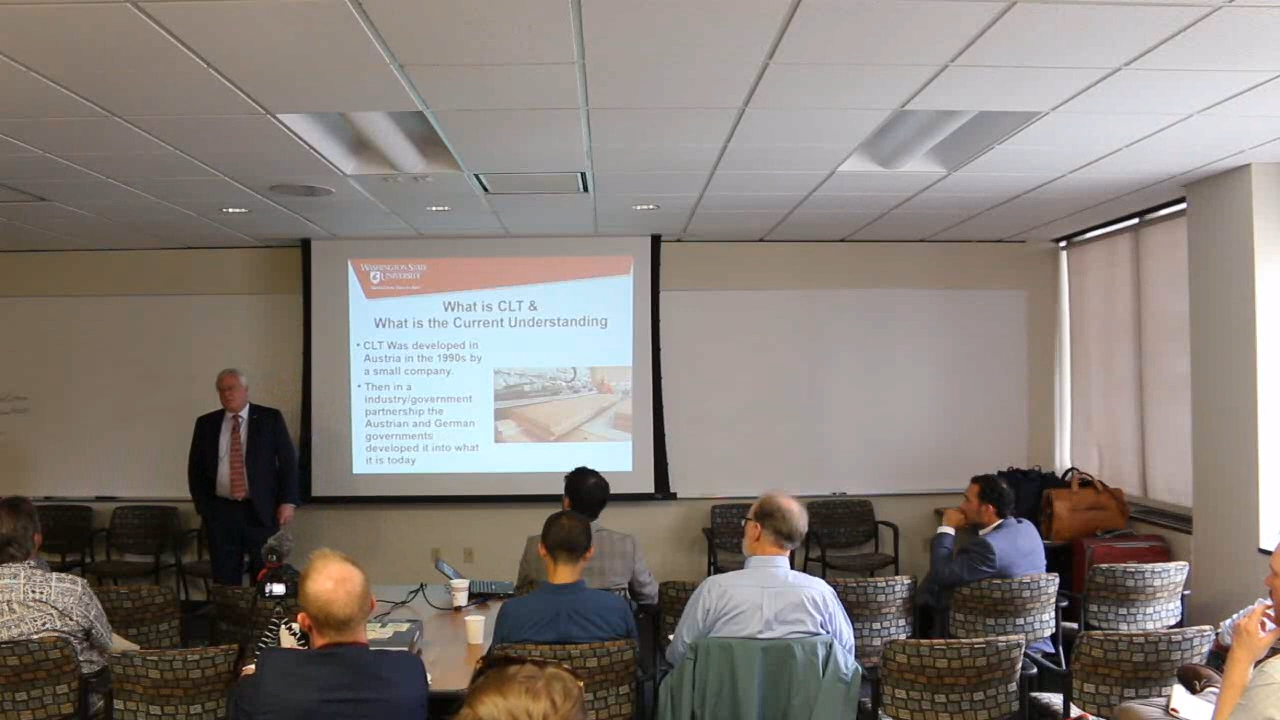 WASHINGTON STATE
UNIVERSITY
What is CLT &
What is the Current Understanding
• CLT Was developed in
Austria in the 1990s by
a small company.
• Then in a
industry/government
partnership the
Austrian and German
governments
developed it into what
it is today